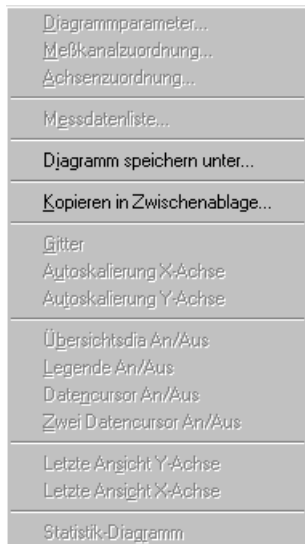 Diagrammparameter...
Meßkanalzuordnung...
Achsenzuordnung...
Messdatenliste...
Diagramm speichern unter...
Kopieren in Zwischenablage...
Gitter
Autoskalierung X-Achse
Autoskalierung Y-Achse
Übersichtsdia An/Aus
Legende An/Aus
Datencursor An/Aus
Zwei Datencursor An/Aus
Letzte Ansicht Y-Achse
Letzte Ansicht X-Achse
Statistik-Diagramm